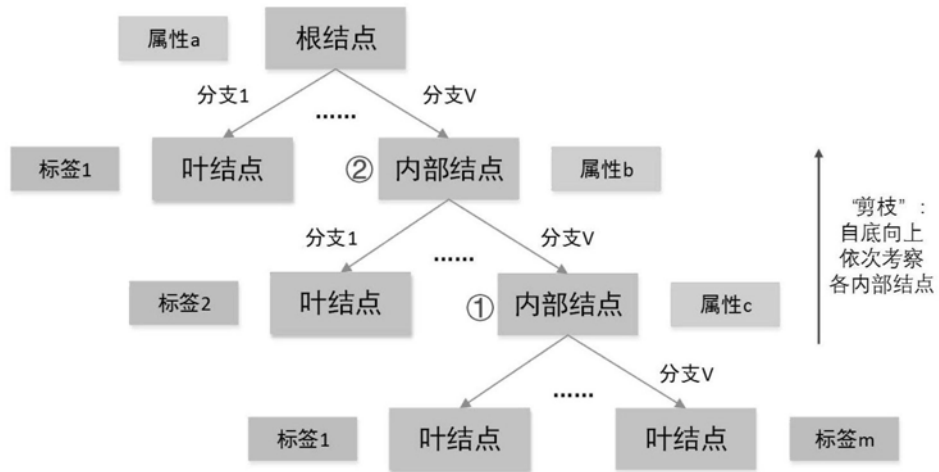 属性a
根结点
分支1
......
分支V
标签1
叶结点
②
内部结点
属性b
分支1
......
分支V
标签2
叶结点
①
内部结点
属性c
“剪枝”：
自底向上
依次考察
各内部结点
......
分支V
标签1
叶结点
叶结点
标签m